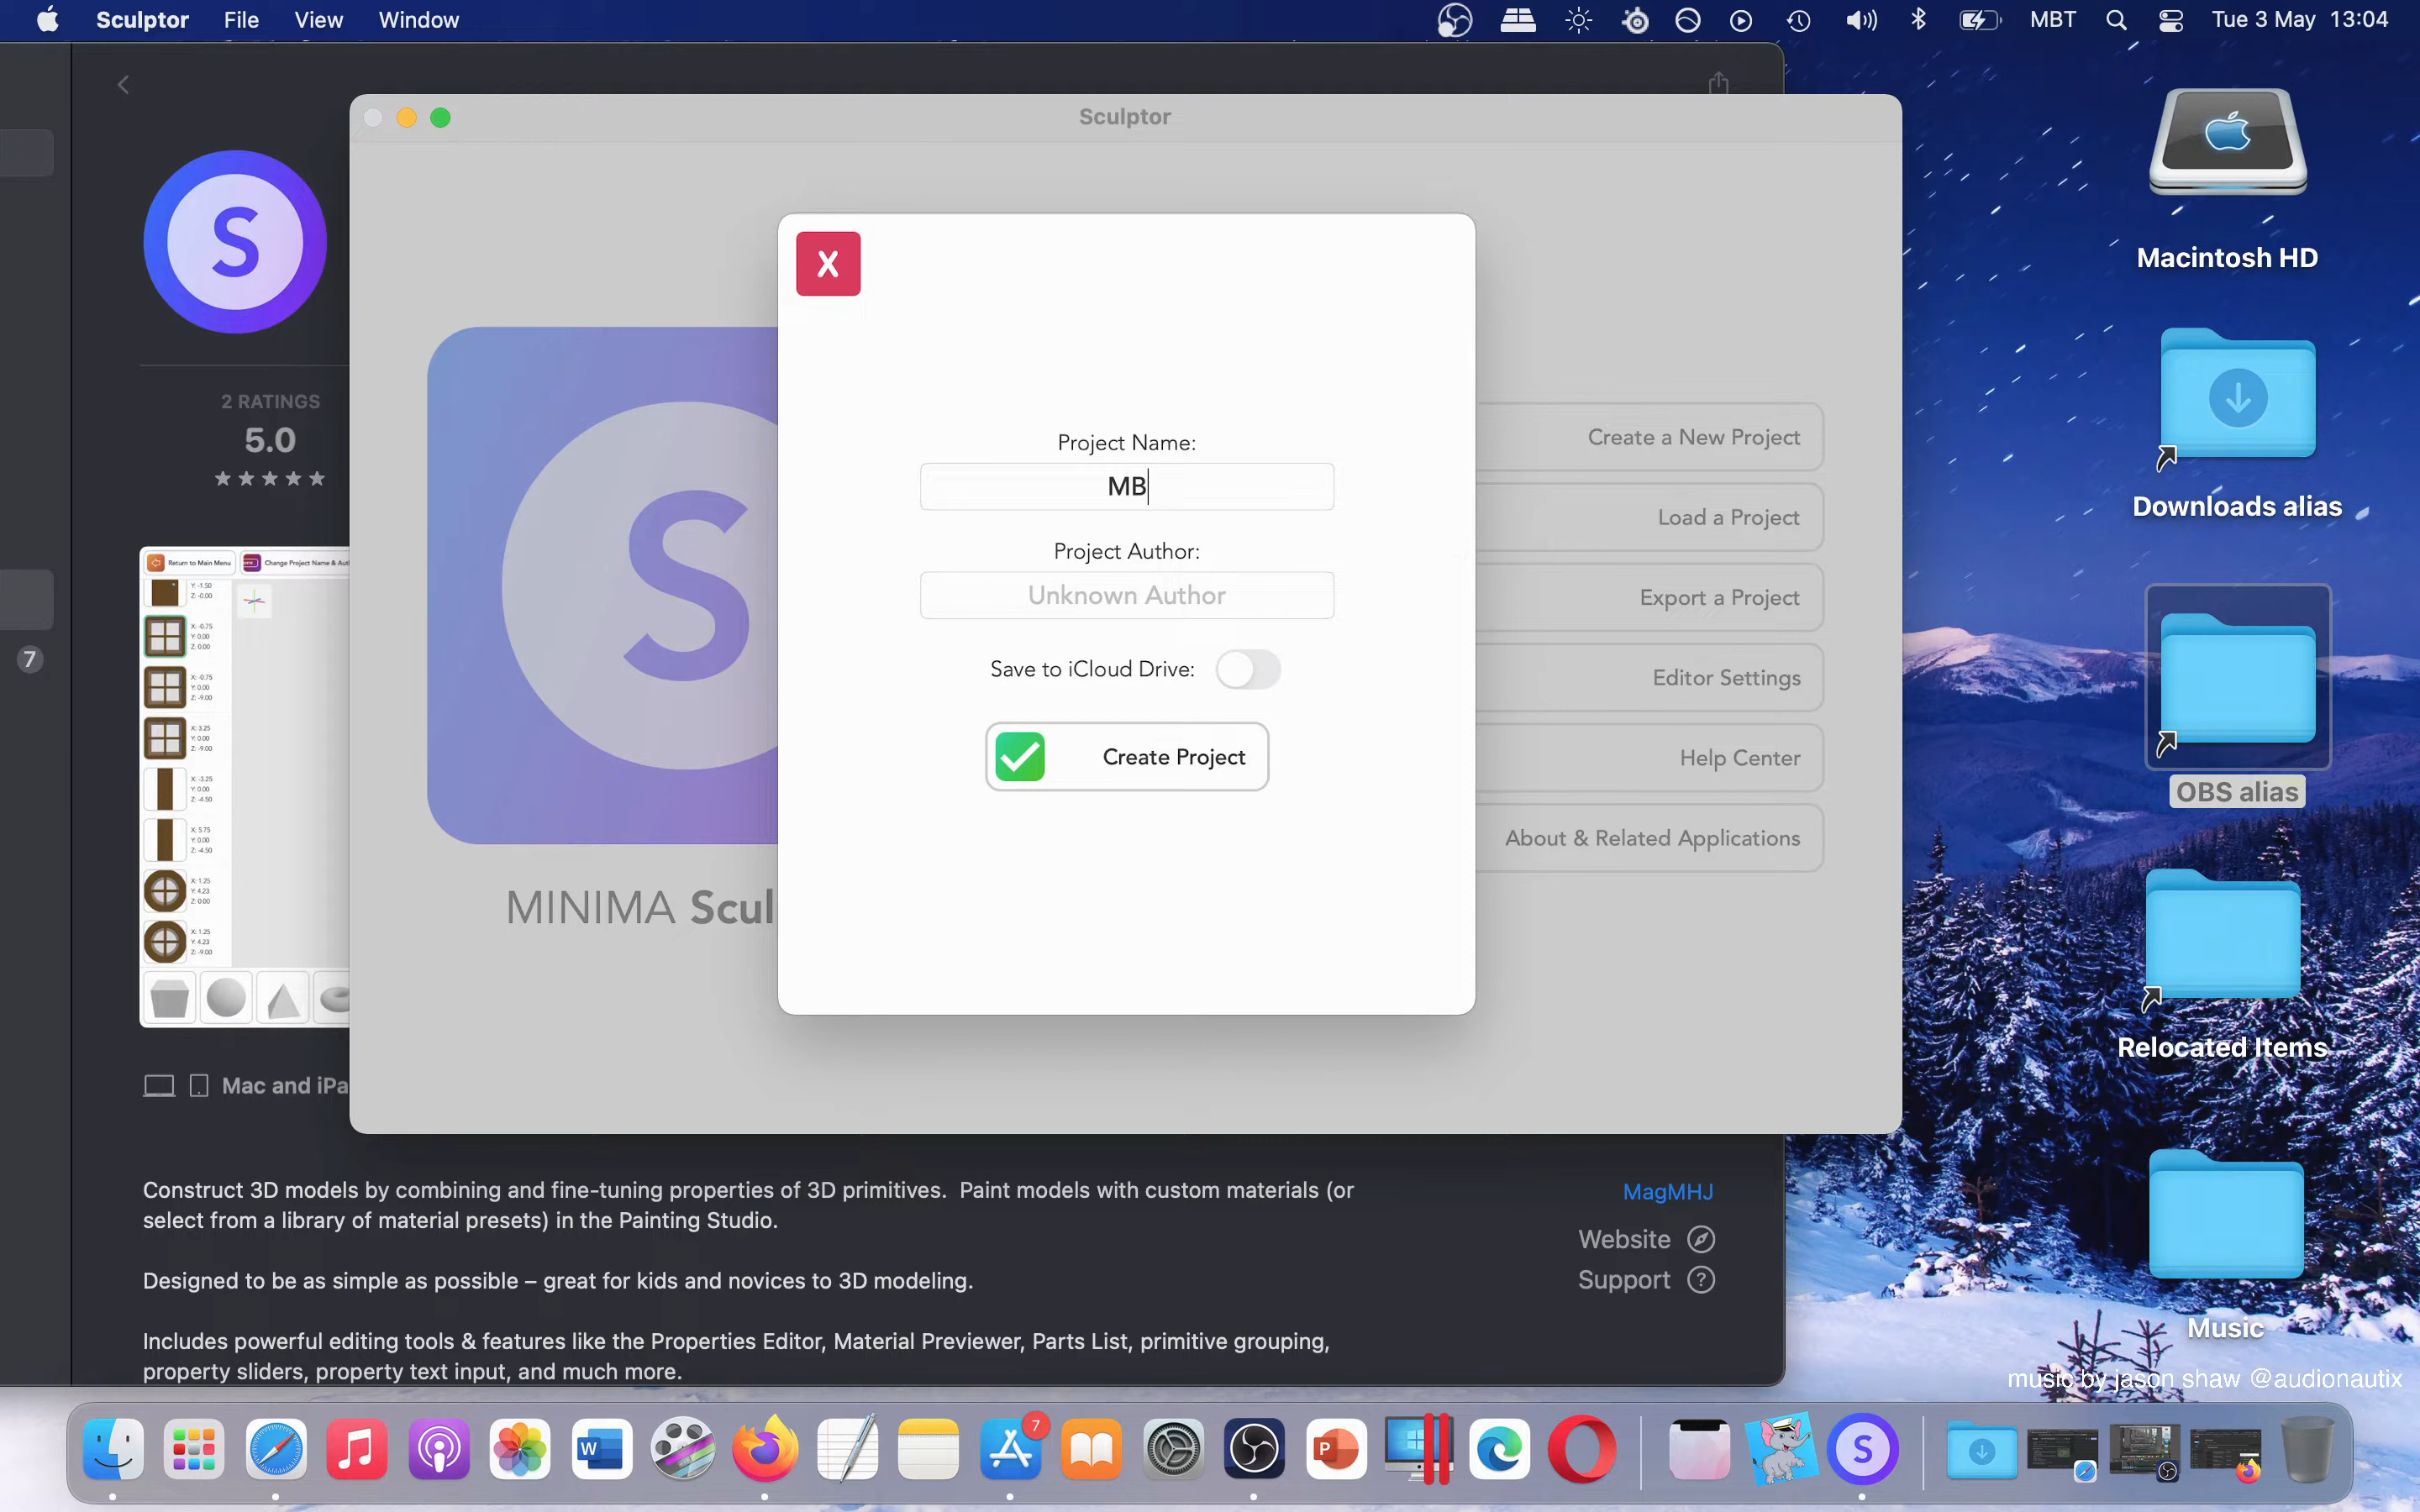 Sculptor File View Window
MBT Tue 3 May 13:04
Sculptor
S
2 RATINGS
5.0
Return to Main Menu
7
Mac and iPa
S
MINIMA Scul
X
Project Name:
MB
Project Author:
Unknown Author
Save to iCloud Drive:
Create Project
Create a New Project
Load a Project
Export a Project
Editor Settings
Help Center
About & Related Applications
Construct 3D models by combining and fine-tuning properties of 3D primitives. Paint models with custom materials (or
select from a library of material presets) in the Painting Studio.
Designed to be as simple as possible – great for kids and novices to 3D modeling.
Includes powerful editing tools & features like the Properties Editor, Material Previewer, Parts List, primitive grouping,
property sliders, property text input, and much more.
MagMHJ
Website
Support
Macintosh HD
Downloads alias
OBS alias
Relocated Items
Music
music by jason shaw @audionautix
W
7
P
S